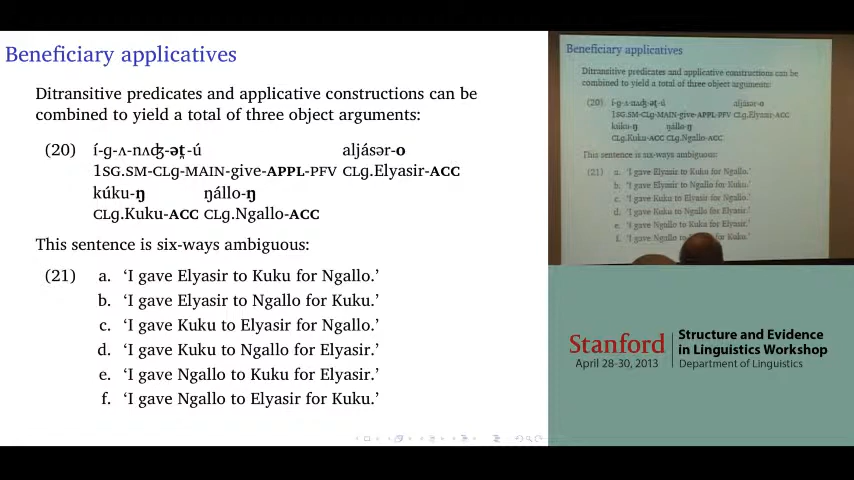 Beneficiary applicatives
Ditransitive predicates and applicative constructions can be
combined to yield a total of three object arguments:
(20) í-g-ʌ-nʌʤ-ət̪-ú aljásər-o
1SG.SM-CLg-MAIN-give-APPL-PFV CLg.Elyasir-ACC
kúku-ŋ ŋállo-ŋ
CLg.Kuku-ACC CLg.Ngallo-ACC
This sentence is six-ways ambiguous:
(21) a. ‘I gave Elyasir to Kuku for Ngallo.’
b. ‘I gave Elyasir to Ngallo for Kuku.’
c. ‘I gave Kuku to Elyasir for Ngallo.’
d. ‘I gave Kuku to Ngallo for Elyasir.’
e. ‘I gave Ngallo to Kuku for Elyasir.’
f. ‘I gave Ngallo to Elyasir for Kuku.’
Beneficiary applicatives
Ditransitive predicates and applicative constructions can be
combined to yield a total of three object arguments:
(20) í-g-ʌ-nʌʤ-ət̪-ú aljásər-o
1SG.SM-CLg-MAIN-give-APPL-PFV CLg.Elyasir-ACC
kúku-ŋ ŋállo-ŋ
CLg.Kuku-ACC CLg.Ngallo-ACC
This sentence is six-ways ambiguous:
(21) a. ‘I gave Elyasir to Kuku for Ngallo.’
b. ‘I gave Elyasir to Ngallo for Kuku.’
c. ‘I gave Kuku to Elyasir for Ngallo.’
d. ‘I gave Kuku to Ngallo for Elyasir.’
e. ‘I gave Ngallo to Kuku for Elyasir.’
f. ‘I gave Ngallo to Kuku.’
Stanford
April 28-30, 2013
Structure and Evidence
in Linguistics Workshop
Department of Linguistics